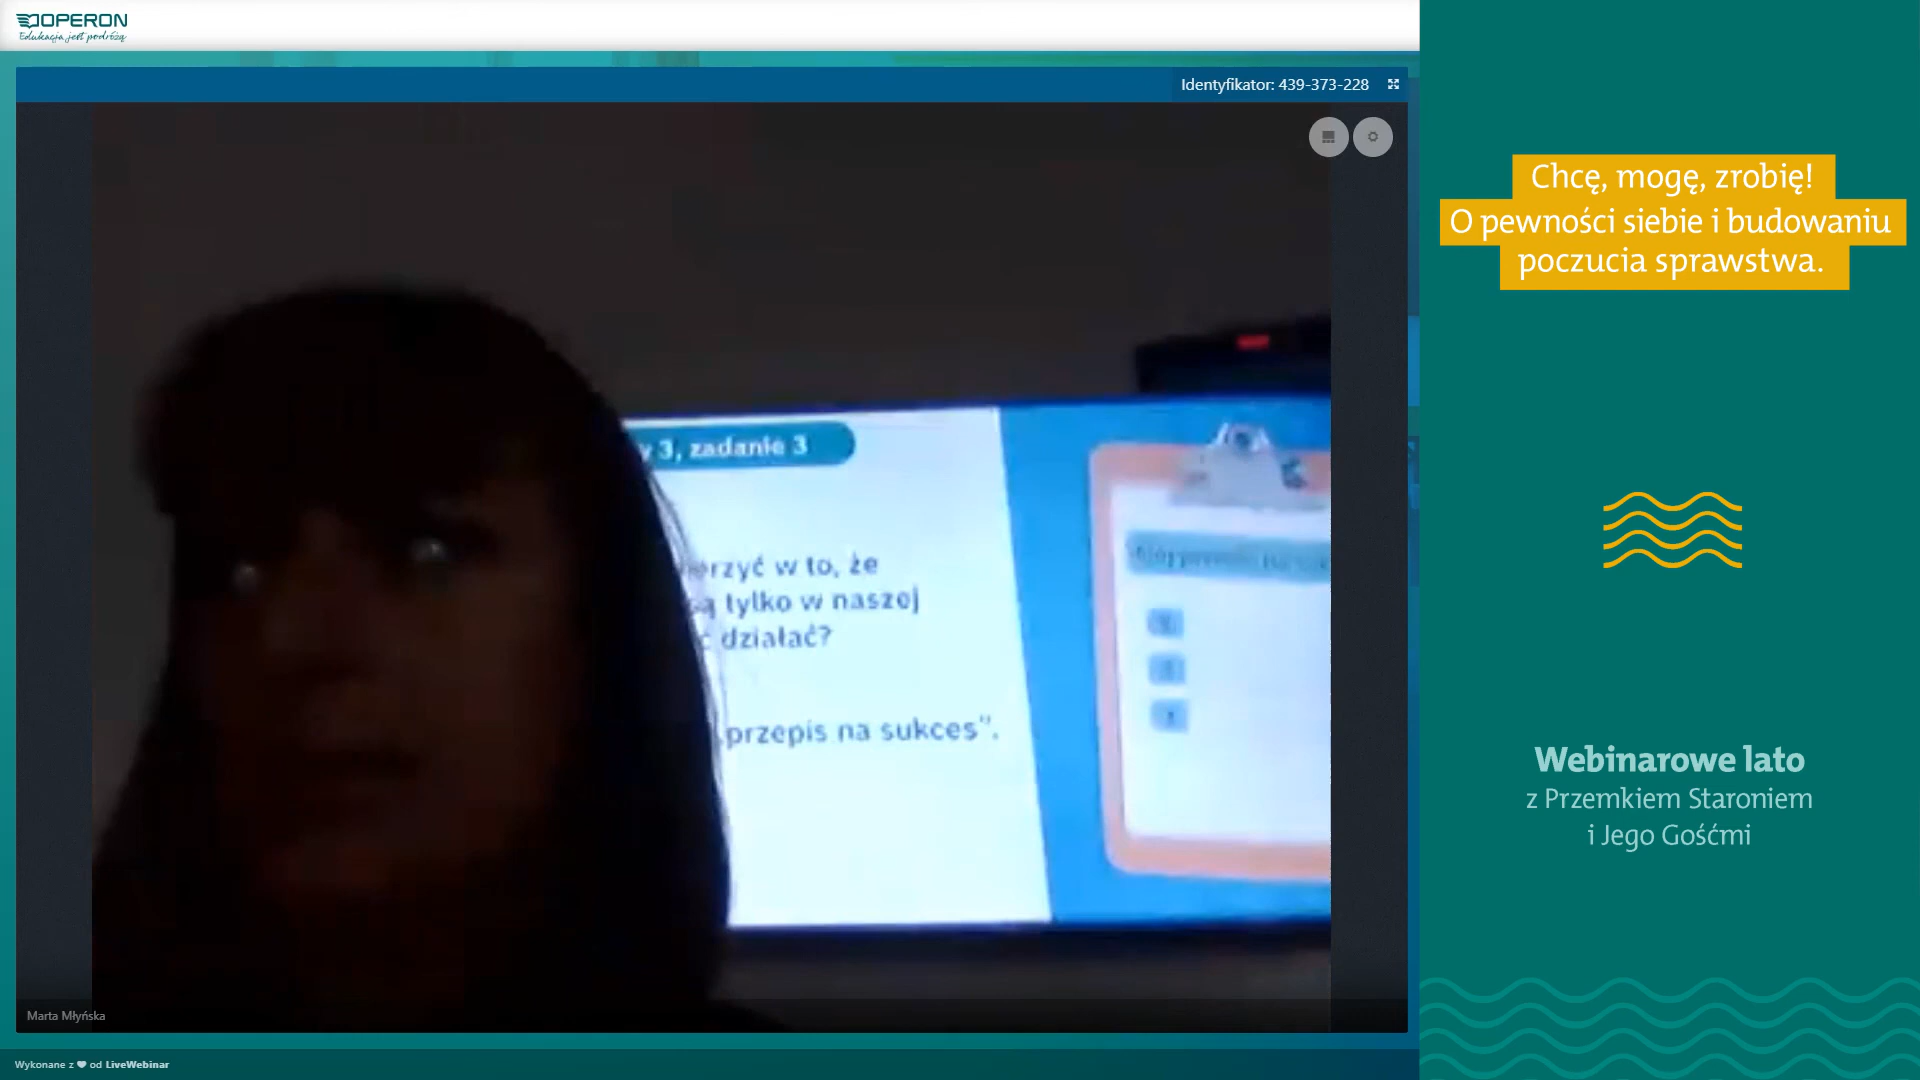 OPERON
Edukacja jest podróżą
Identyfikator: 439-373-228
3, zadanie 3
w to, że
tylko w naszej
działać?
przepis na sukces".
Marta Młyńska
Wykonane z ❤ od LiveWebinar
Chcę, mogę, zrobię!
O pewności siebie i budowaniu
poczucia sprawstwa.
Webinarowe lato
z Przemkiem Staroniem
i Jego Gośćmi